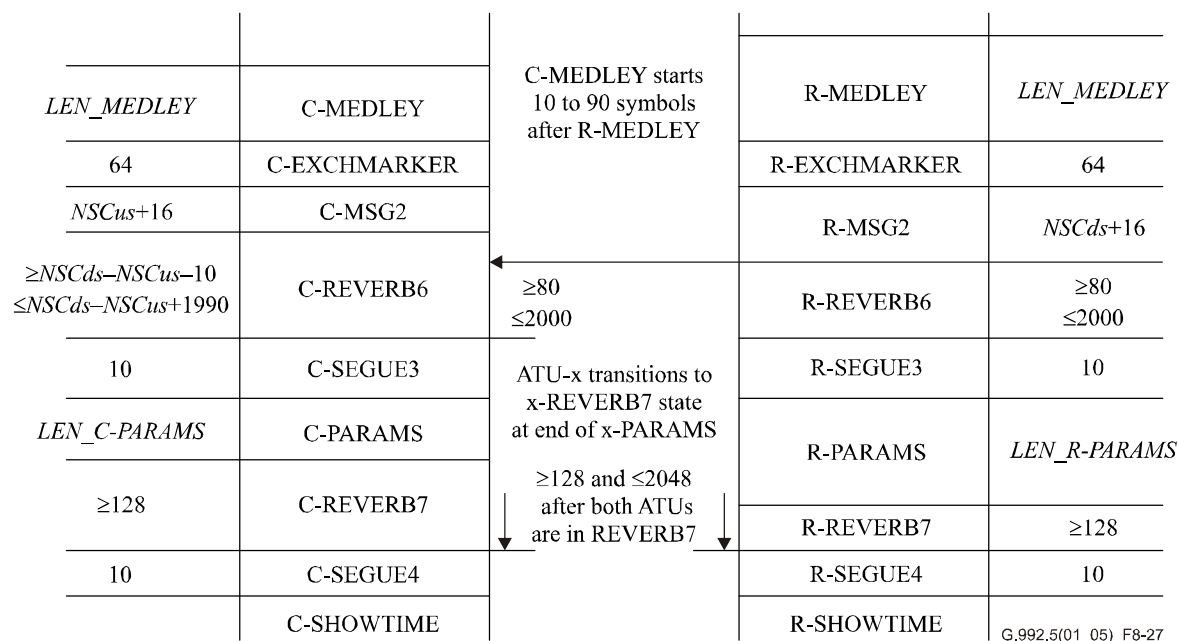 LEN_MEDLEY
C-MEDLEY
C-MEDLEY starts
10 to 90 symbols
after R-MEDLEY
R-MEDLEY
LEN_MEDLEY
64
C-EXCHMARKER
R-EXCHMARKER
64
NSCus+16
C-MSG2
R-MSG2
NSCds+16
≥NSCds–NSCus–10
≤NSCds–NSCus+1990
C-REVERB6
≥80
≤2000
R-REVERB6
≥80
≤2000
10
C-SEGUE3
ATU-x transitions to
x-REVERB7 state
at end of x-PARAMS
R-SEGUE3
10
LEN_C-PARAMS
C-PARAMS
R-PARAMS
LEN_R-PARAMS
≥128
C-REVERB7
≥128 and ≤2048
after both ATUs
are in REVERB7
R-REVERB7
≥128
10
C-SEGUE4
R-SEGUE4
10
C-SHOWTIME
R-SHOWTIME
G.992.5(01_05)_F8-27